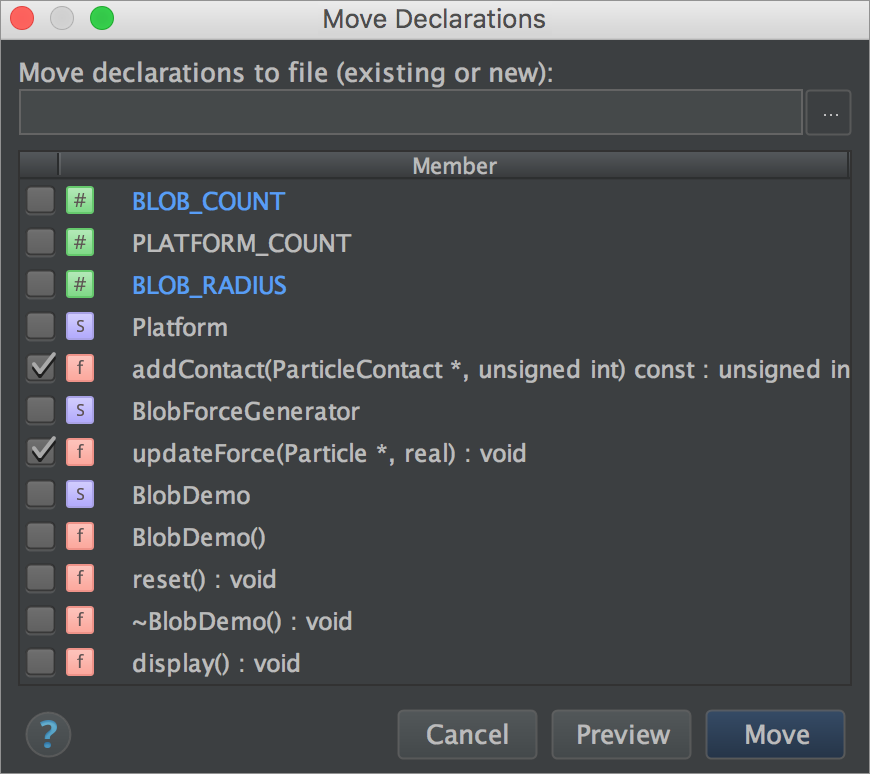 Move Declarations
Move declarations to file (existing or new):
...
Member
# BLOB_COUNT
# PLATFORM_COUNT
# BLOB_RADIUS
S Platform
f addContact(ParticleContact *, unsigned int) const : unsigned in
S BlobForceGenerator
f updateForce(Particle *, real) : void
S BlobDemo
f BlobDemo()
f reset() : void
f ~BlobDemo() : void
f display() : void
? Cancel Preview Move